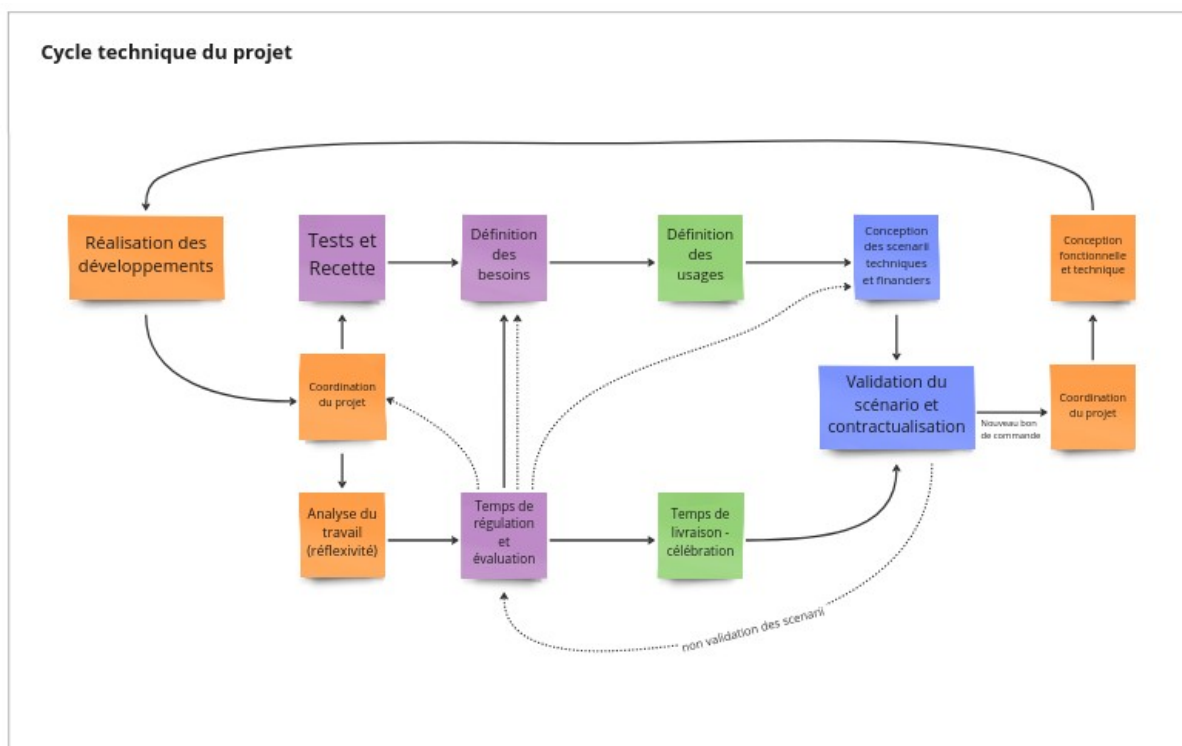 Cycle technique du projet
Réalisation des
développements
Tests et
Recette
Définition
des
besoins
Définition
des
usages
Conception
des scenarii
techniques
et financiers
Conception
fonctionnelle
et technique
Coordination
du projet
Validation du
scénario et
contractualisation
Nouveau bon
de commande
Coordination
du projet
Analyse du
travail
(réflexivité)
Temps de
régulation
et
évaluation
Temps de
livraison -
célébration
non validation des scenarii